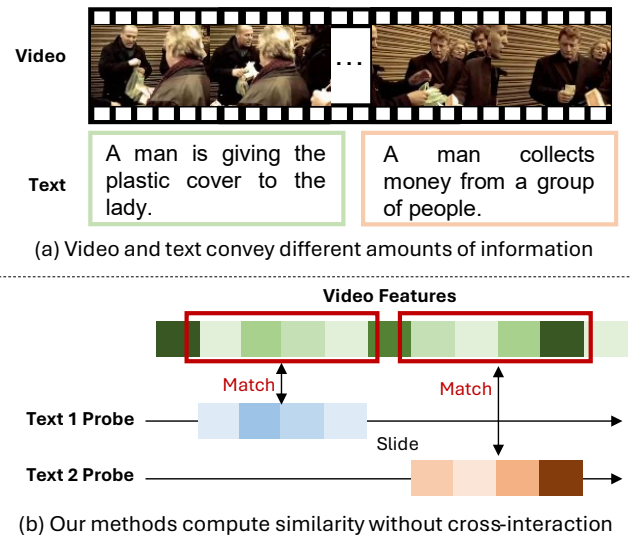 Video
...
Text
A man is giving the
plastic cover to the
lady.
A man collects
money from a group
of people.
(a) Video and text convey different amounts of information
Video Features
Match
Match
Text 1 Probe
Slide
Text 2 Probe
(b) Our methods compute similarity without cross-interaction